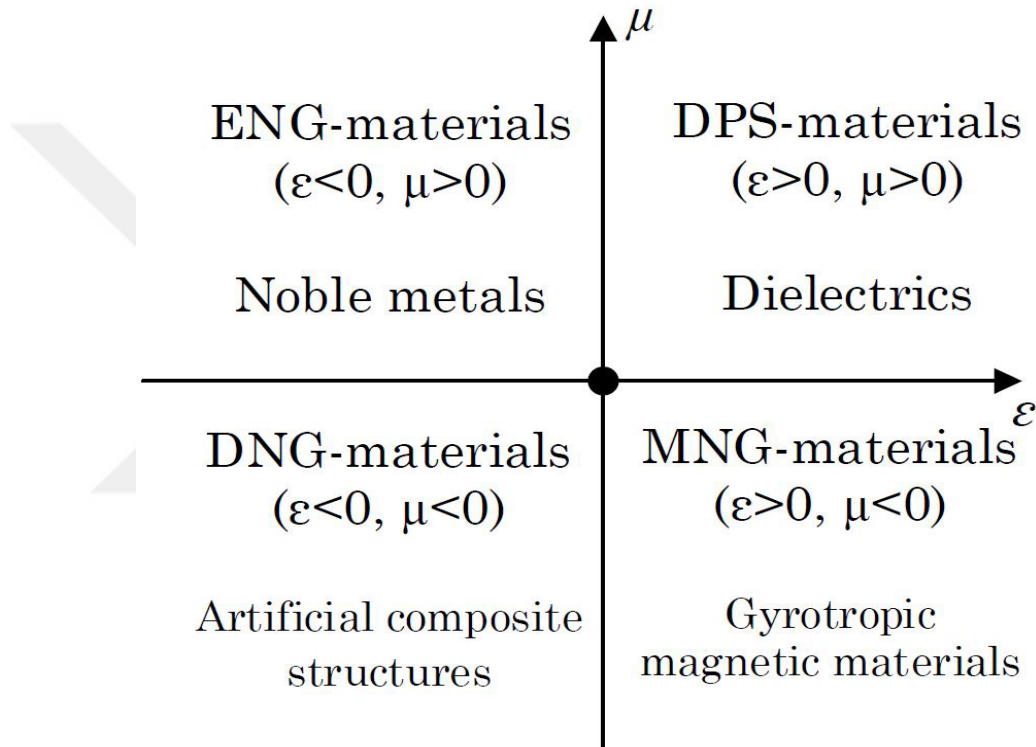 μ
ENG-materials
(ε<0, μ>0)
Noble metals
DPS-materials
(ε>0, μ>0)
Dielectrics
ε
DNG-materials
(ε<0, μ<0)
Artificial composite
structures
MNG-materials
(ε>0, μ<0)
Gyrotropic
magnetic materials